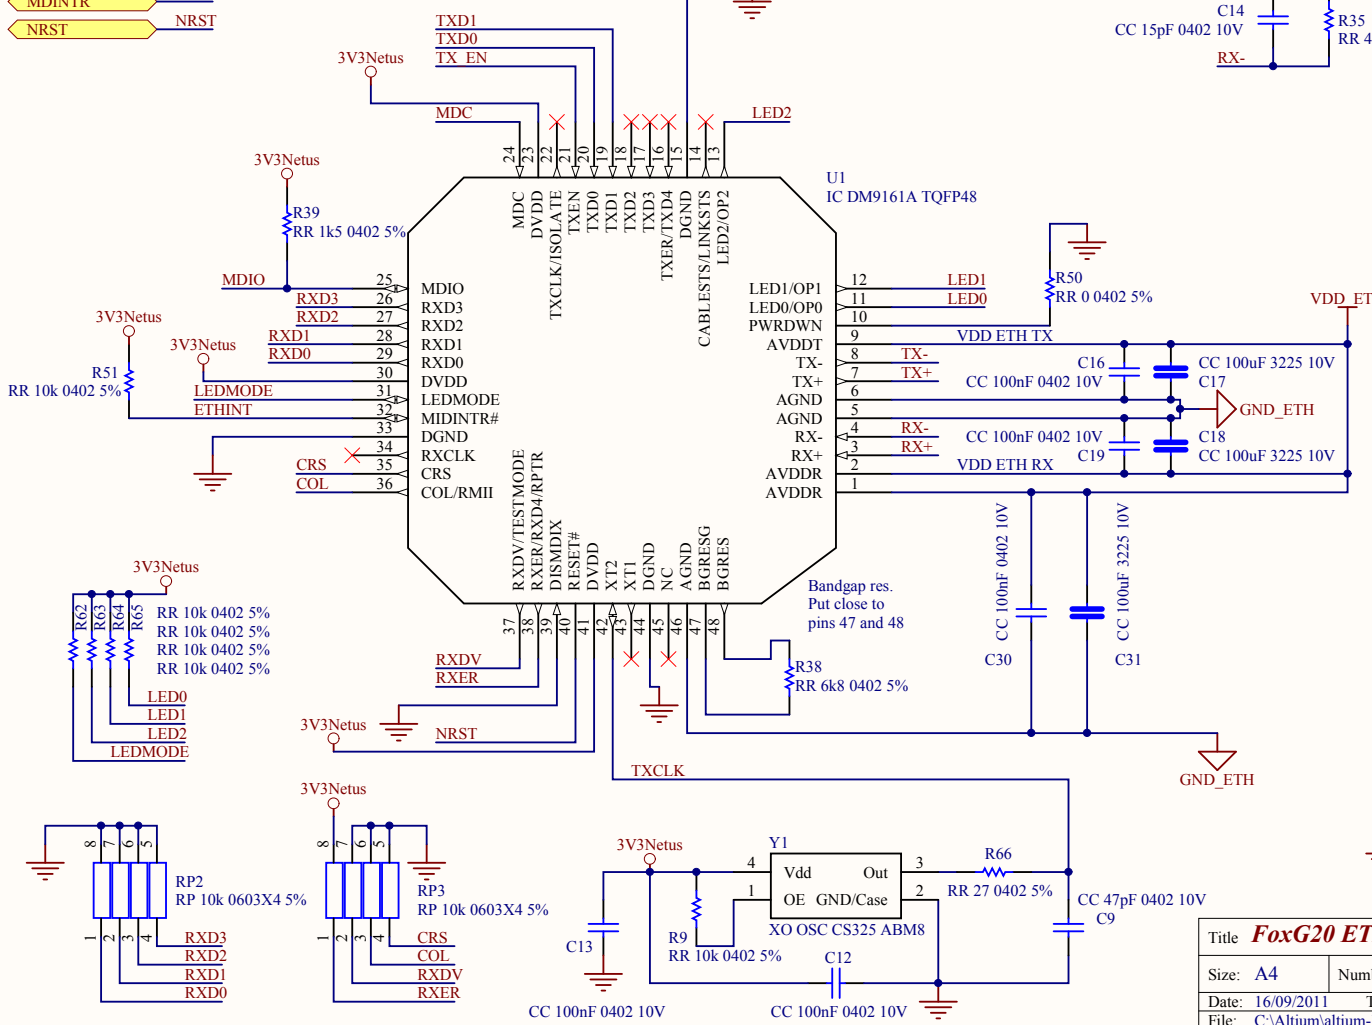 MDINTR
NRST
NRST
TXD1
TXD0
TX_EN
3V3Netus
MDC
LED2
C14
CC 15pF 0402 10V
R35
RR 4
RX-
24
23
22
21
20
19
18
17
16
15
14
13
MDC
DVDD
TXCLK/ISOLATE
TXEN
TXD0
TXD1
TXD2
TXD3
TXER/TXD4
DGND
CABLESTS/LINKSTS
LED2/OP2
U1
IC DM9161A TQFP48
3V3Netus
R39
RR 1k5 0402 5%
MDIO
RXD3
RXD2
RXD1
RXD0
3V3Netus
3V3Netus
R51
RR 10k 0402 5%
LEDMODE
ETHINT
CRS
COL
25
26
27
28
29
30
31
32
33
34
35
36
MDIO
RXD3
RXD2
RXD1
RXD0
DVDD
LEDMODE
MIDINTR#
DGND
RXCLK
CRS
COL/RMII
LED1/OP1
LED0/OP0
PWRDWN
AVDDT
TX-
TX+
AGND
AGND
RX-
RX+
AVDDR
AVDDR
12
11
10
9
8
7
6
5
4
3
2
1
LED1
LED0
R50
RR 0 0402 5%
VDD_ET
VDD ETH TX
TX-
TX+
C16
CC 100nF 0402 10V
CC 100uF 3225 10V
C17
GND_ETH
RX-
RX+
CC 100nF 0402 10V
C19
C18
CC 100uF 3225 10V
VDD ETH RX
CC 100nF 0402 10V
C30
CC 100uF 3225 10V
C31
GND_ETH
RXDV/TESTMODE
RXER/RXD4/RPTR
DISMDIX
RESET#
DVDD
XT2
XT1
DGND
NC
AGND
BGRESG
BGRES
37
38
39
40
41
42
43
44
45
46
47
48
Bandgap res.
Put close to
pins 47 and 48
R38
RR 6k8 0402 5%
RXDV
RXER
3V3Netus
NRST
TXCLK
3V3Netus
R62
R63
R64
R65
RR 10k 0402 5%
RR 10k 0402 5%
RR 10k 0402 5%
RR 10k 0402 5%
LED0
LED1
LED2
LEDMODE
8
7
6
5
RP2
RP 10k 0603X4 5%
1
2
3
4
RXD3
RXD2
RXD1
RXD0
3V3Netus
8
7
6
5
RP3
RP 10k 0603X4 5%
1
2
3
4
CRS
COL
RXDV
RXER
3V3Netus
Y1
4
1
Vdd
OE
Out
GND/Case
3
2
XO OSC CS325 ABM8
R66
RR 27 0402 5%
CC 47pF 0402 10V
C9
C13
CC 100nF 0402 10V
R9
RR 10k 0402 5%
C12
CC 100nF 0402 10V
Title FoxG20 ET
Size: A4
Num
Date: 16/09/2011
T
File: C:\Altium\altium-